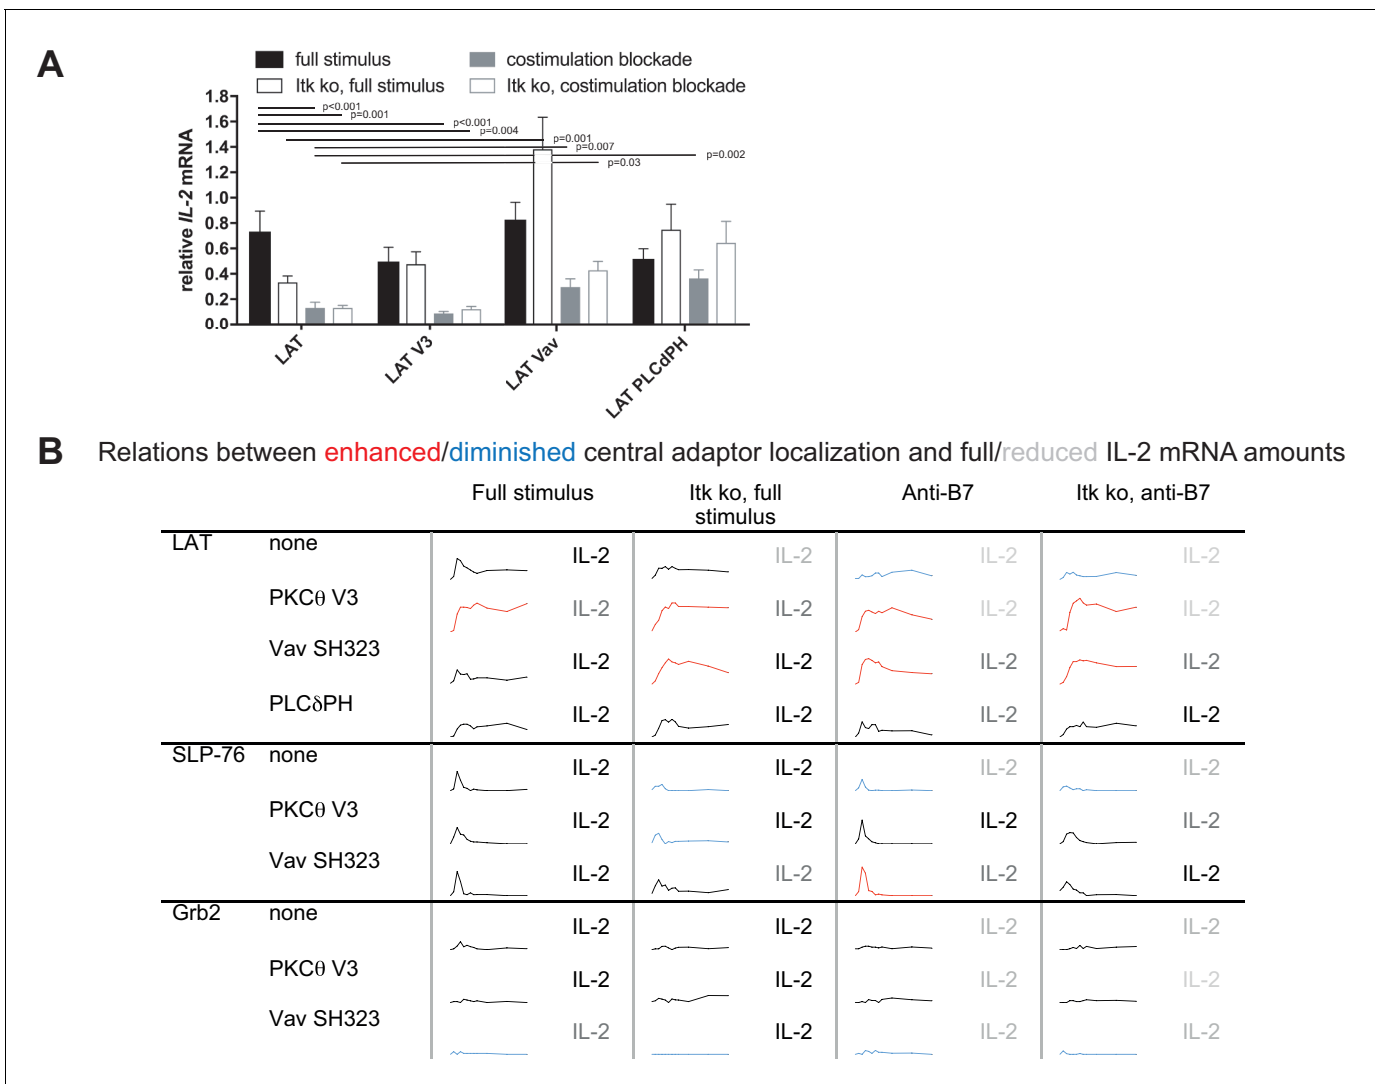 A
full stimulus
costimulation blockade
Itk ko, full stimulus
Itk ko, costimulation blockade
relative IL-2 mRNA
1.8
1.6
1.4
1.2
1.0
0.8
0.6
0.4
0.2
0.0
p<0.001
p=0.001
p<0.001
p=0.004
p=0.001
p=0.007
p=0.002
p=0.03
LAT
LAT V3
LAT Vav
LAT PLCdPH
B Relations between enhanced/diminished central adaptor localization and full/reduced IL-2 mRNA amounts
Full stimulus
Itk ko, full
stimulus
Anti-B7
Itk ko, anti-B7
LAT none IL-2 IL-2 IL-2 IL-2
PKCθ V3 IL-2 IL-2 IL-2 IL-2
Vav SH323 IL-2 IL-2 IL-2 IL-2
PLCδPH IL-2 IL-2 IL-2 IL-2
SLP-76 none IL-2 IL-2 IL-2 IL-2
PKCθ V3 IL-2 IL-2 IL-2 IL-2
Vav SH323 IL-2 IL-2 IL-2 IL-2
Grb2 none IL-2 IL-2 IL-2 IL-2
PKCθ V3 IL-2 IL-2 IL-2 IL-2
Vav SH323 IL-2 IL-2 IL-2 IL-2